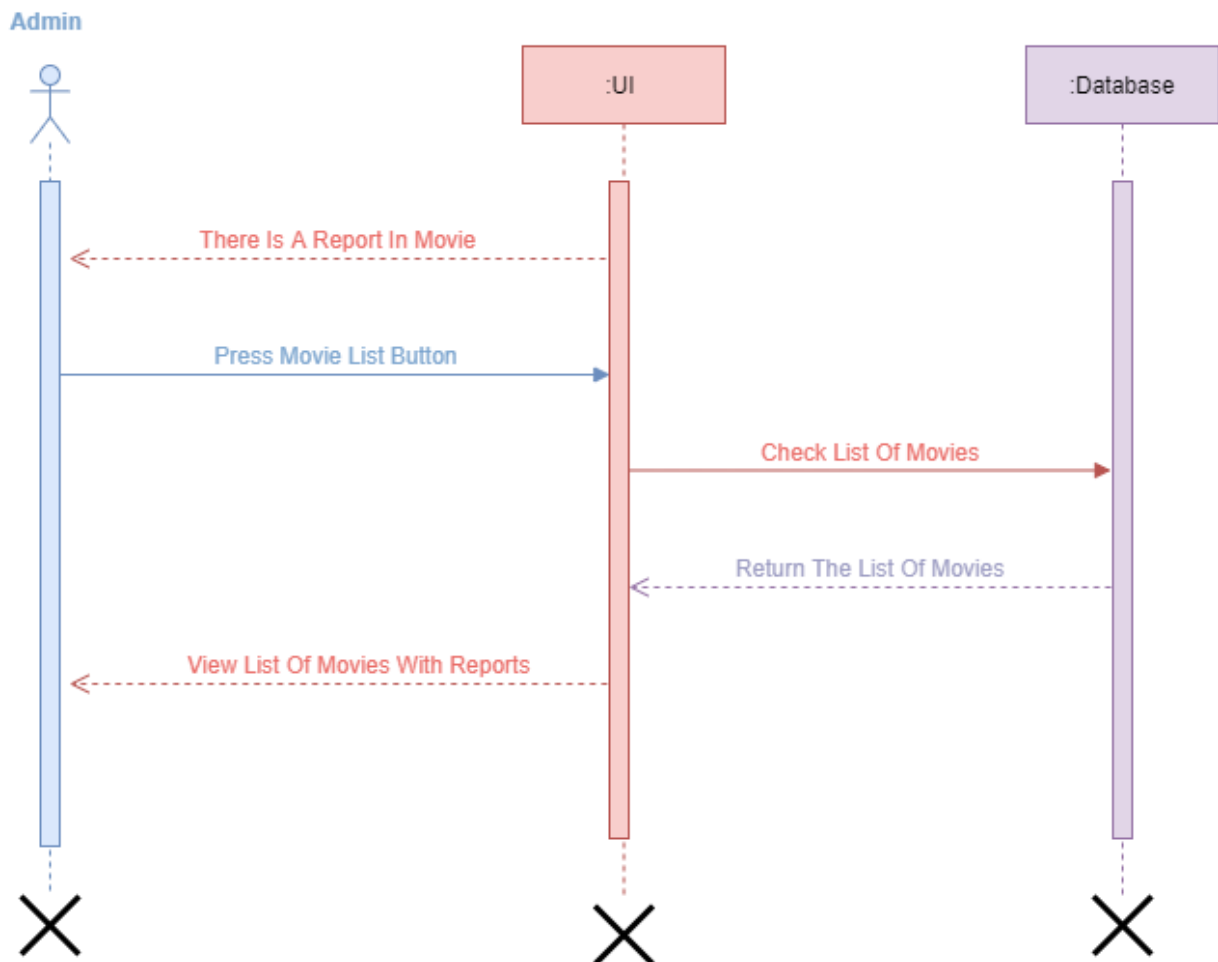 Admin
:UI
:Database
There Is A Report In Movie
Press Movie List Button
Check List Of Movies
Return The List Of Movies
View List Of Movies With Reports